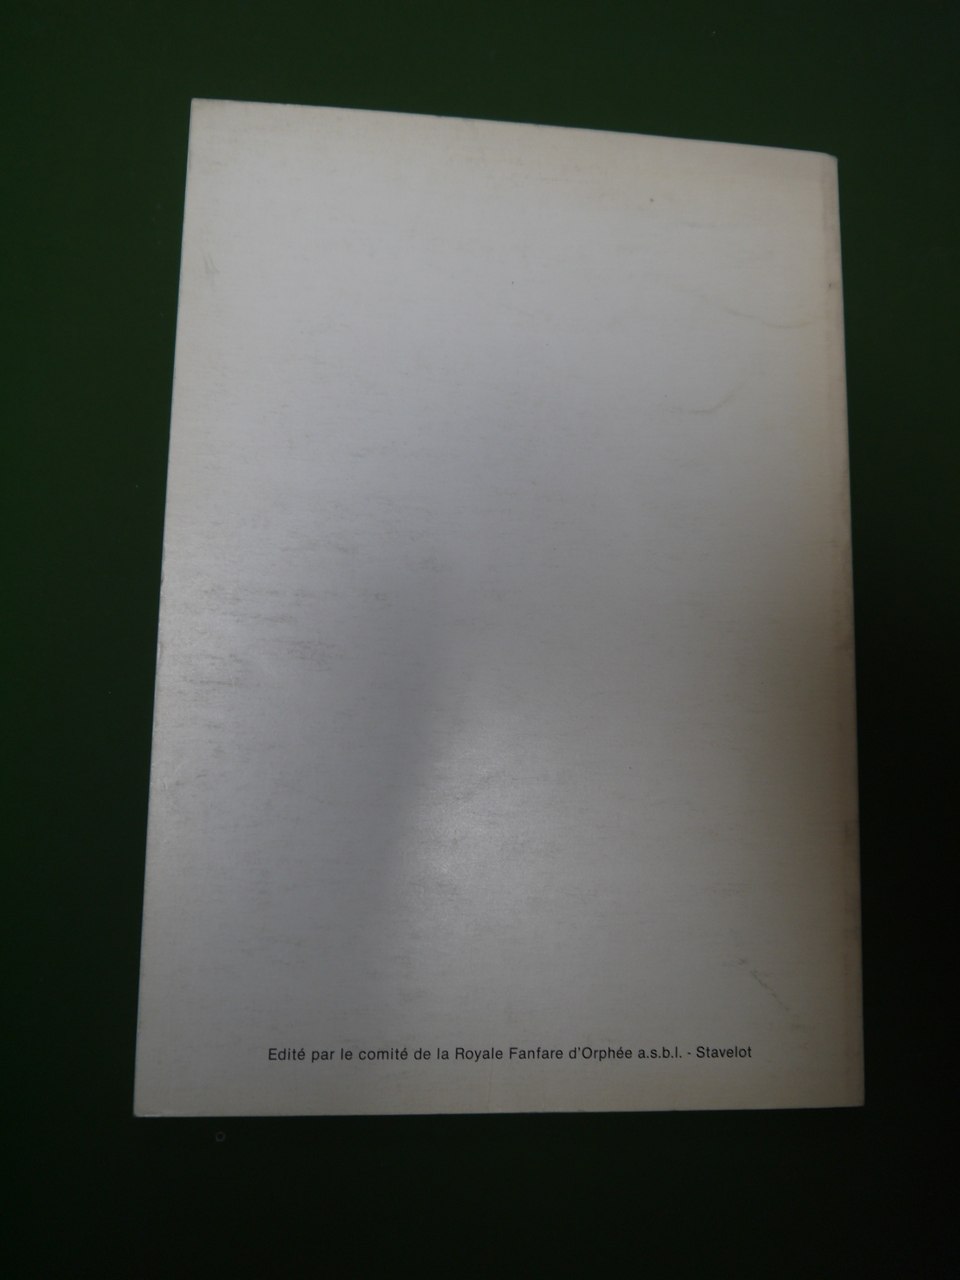 Edité par le comité de la Royale Fanfare d'Orphée a.s.b.l. - Stavelot